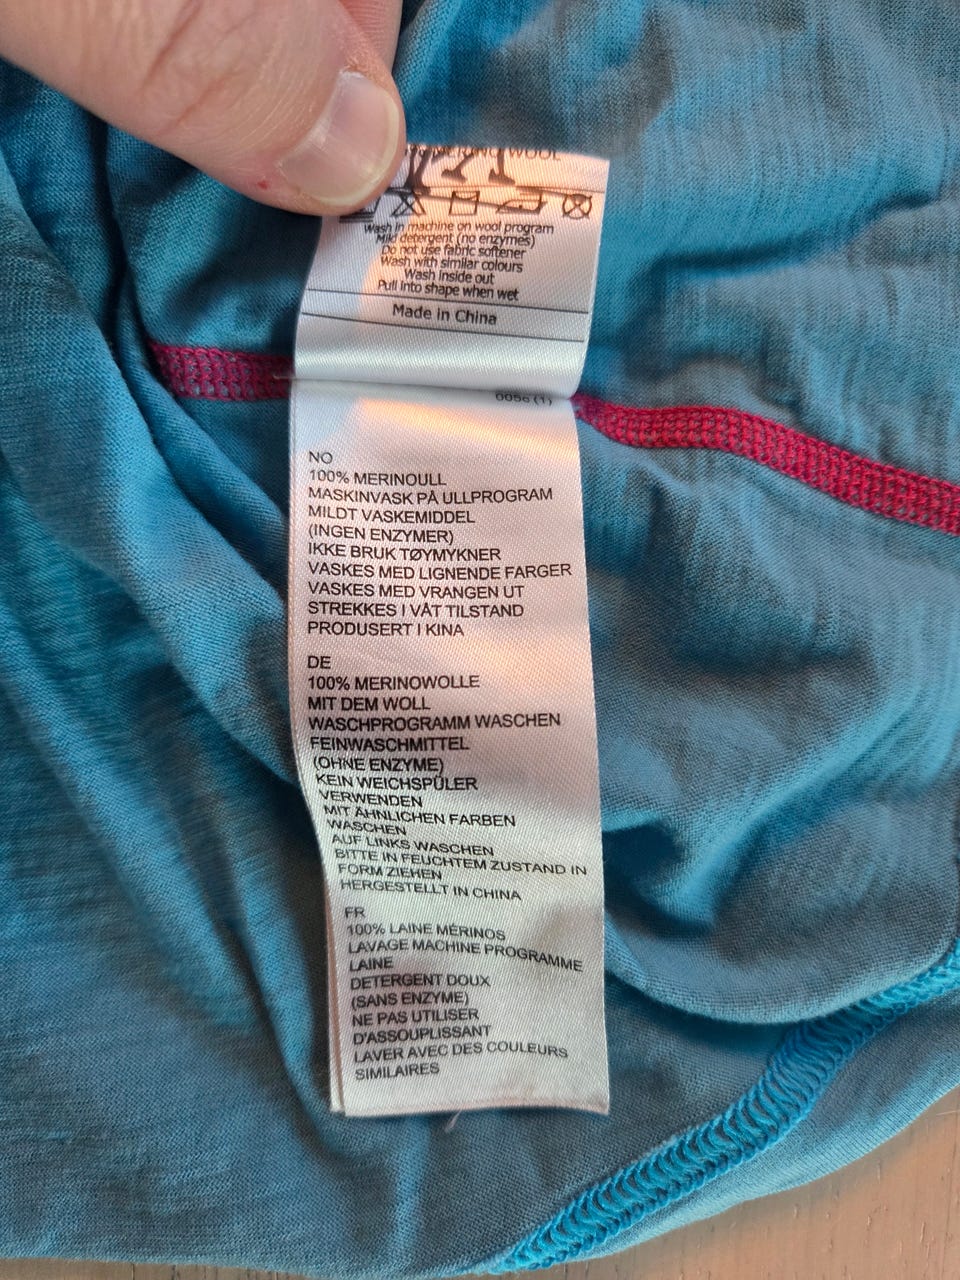 WOOL
Wash in machine on wool program
Mild detergent (no enzymes)
Do not use fabric softener
Wash with similar colours
Wash inside out
Pull into shape when wet
Made in China
(1)
NO
100% MERINOULL
MASKINVASK PÅ ULLPROGRAM
MILDT VASKEMIDDEL
(INGEN ENZYMER)
IKKE BRUK TØYMYKNER
VASKES MED LIGNENDE FARGER
VASKES MED VRANGEN UT
STREKKES I VÅT TILSTAND
PRODUSERT I KINA
DE
100% MERINOWOLLE
MIT DEM WOLL
WASCHPROGRAMM WASCHEN
FEINWASCHMITTEL
(OHNE ENZYME)
KEIN WEICHSPÜLER
VERWENDEN
MIT ÄHNLICHEN FARBEN
WASCHEN
AUF LINKS WASCHEN
BITTE IN FEUCHTEM ZUSTAND IN
FORM ZIEHEN
HERGESTELLT IN CHINA
FR
100% LAINE MÉRINOS
LAVAGE MACHINE PROGRAMME
LAINE
DETERGENT DOUX
(SANS ENZYME)
NE PAS UTILISER
D'ASSOUPLISSANT
LAVER AVEC DES COULEURS
SIMILAIRES